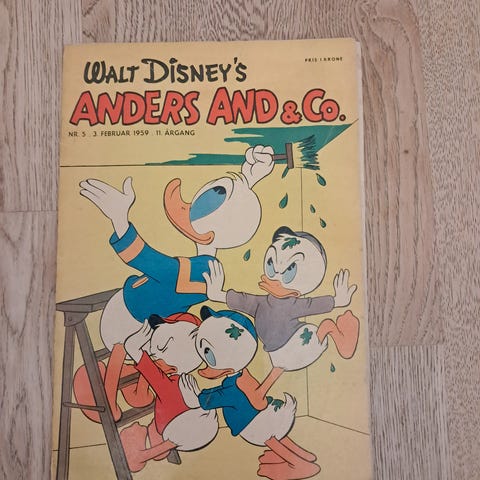 PRIS 1 KRONE
WALT DISNEY'S
ANDERS AND & Co.
NR. 5 . 3. FEBRUAR 1959 . 11. ÅRGANG